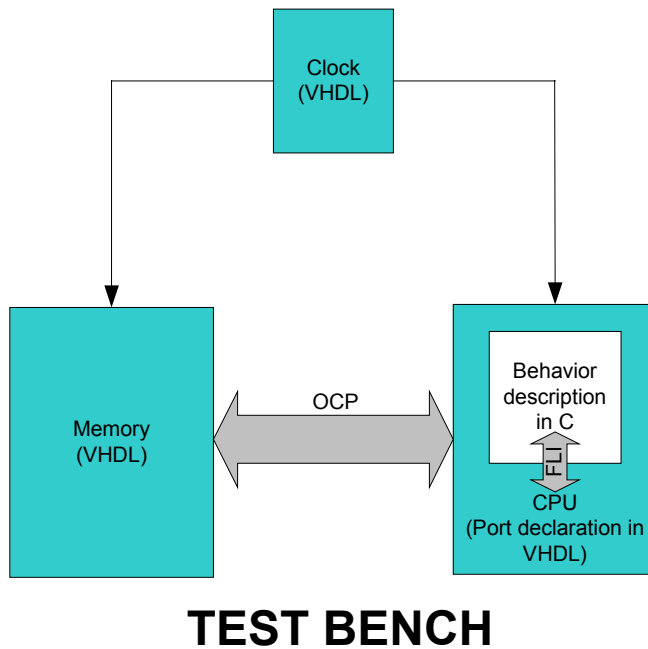 Clock
(VHDL)
Memory
(VHDL)
OCP
Behavior
description
in C
FLI
CPU
(Port declaration in
VHDL)
TEST BENCH